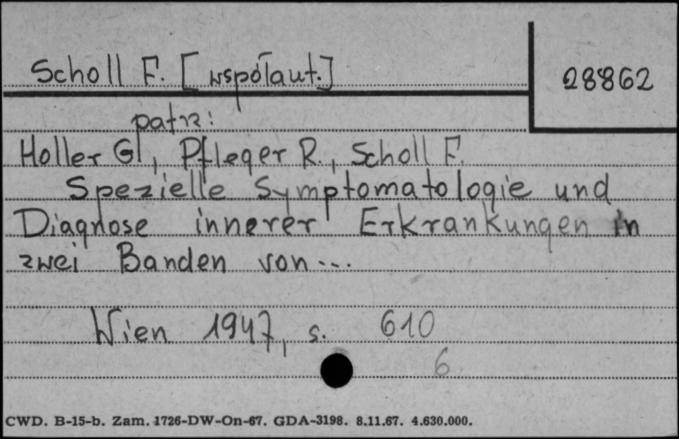 Scholl F. [współaut.]
28862
patrz:
Holler G., Pfleger R., Scholl F.
Spezielle Symptomatologie und
Diagnose innerer Erkrankungen in
zwei Banden von...
Wien 1947, s. 610
6
CWD. B-15-b. Zam. 1726-DW-On-67. GDA-3198. 8.11.67. 4.630.000.